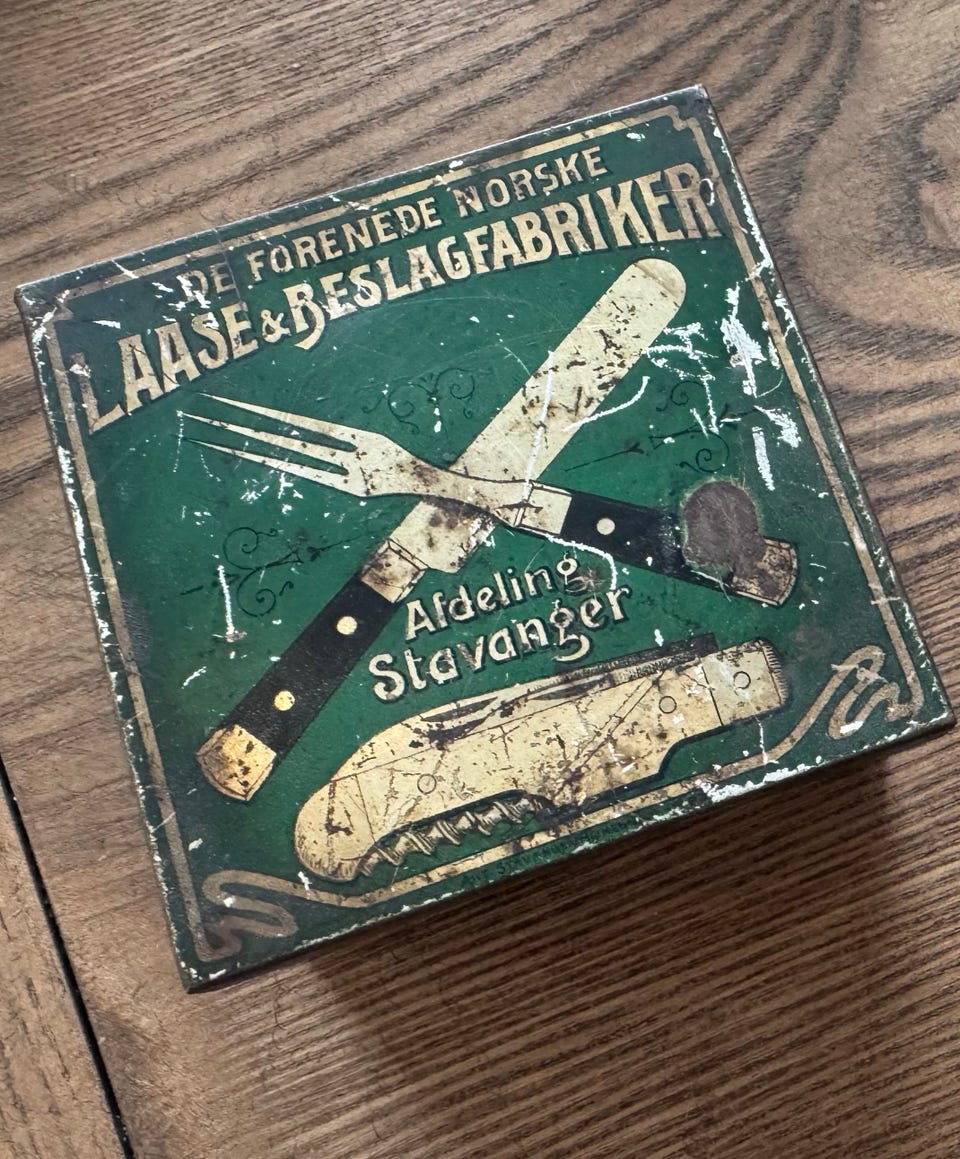 DE FORENEDE NORSKE
LAASE & BESLAGFABRIKER
Afdeling
Stavanger